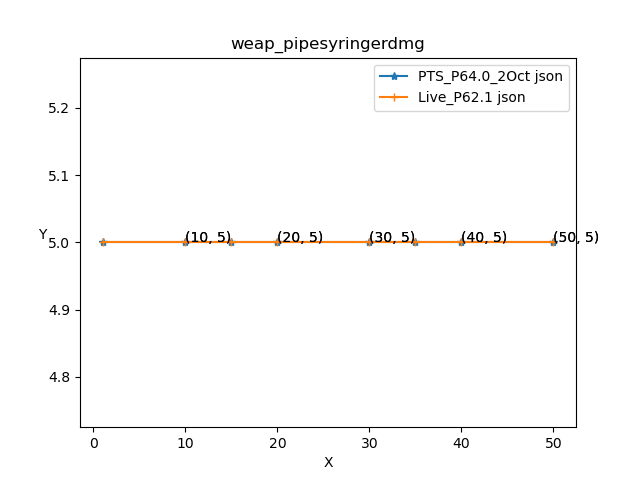 weap_pipesyringerdmg
PTS_P64.0_2Oct json
Live_P62.1 json
5.2
5.1
Y 5.0 (10, 5) (20, 5) (30, 5) (40, 5) (50, 5)
4.9
4.8
0 10 20 30 40 50
X